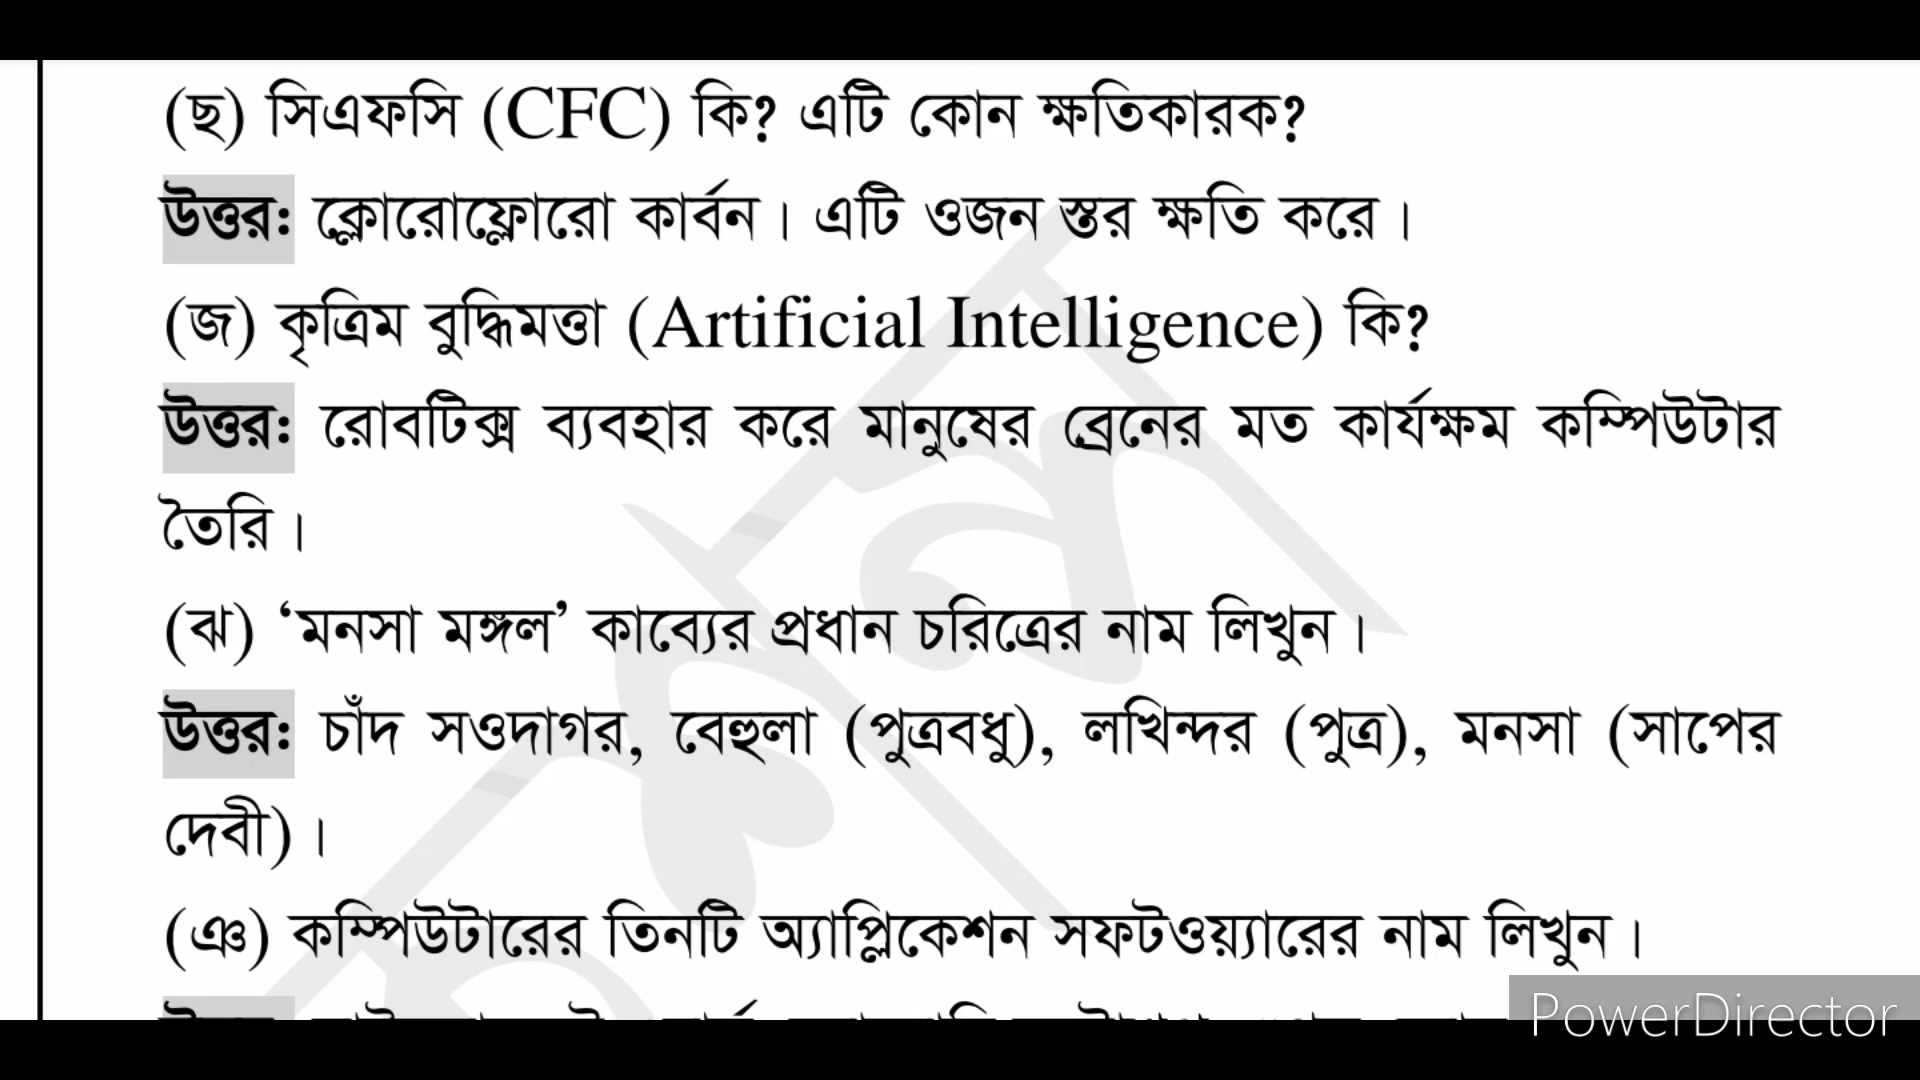 (ছ) সিএফসি (CFC) কি? এটি কোন ক্ষতিকারক?
উত্তর: ক্লোরোফ্লোরো কার্বন। এটি ওজন স্তর ক্ষতি করে।
(জ) কৃত্রিম বুদ্ধিমত্তা (Artificial Intelligence) কি?
উত্তর: রোবটিক্স ব্যবহার করে মানুষের ব্রেনের মত কার্যক্ষম কম্পিউটার
তৈরি।
(ঝ) ‘মনসা মঙ্গল’ কাব্যের প্রধান চরিত্রের নাম লিখুন।
উত্তর: চাঁদ সওদাগর, বেহুলা (পুত্রবধু), লখিন্দর (পুত্র), মনসা (সাপের
দেবী)।
(ঞ) কম্পিউটারের তিনটি অ্যাপ্লিকেশন সফটওয়্যারের নাম লিখুন।
PowerDirector